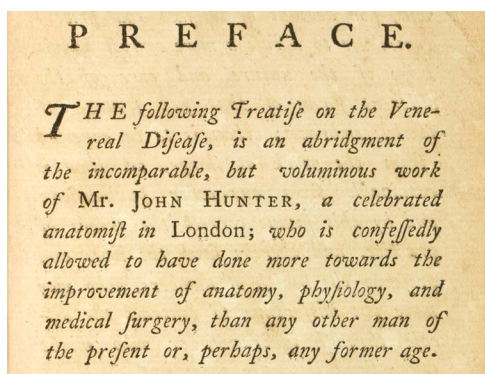 PREFACE.
THE following Treatiſe on the Vene-
real Diſeaſe, is an abridgment of
the incomparable, but voluminous work
of Mr. JOHN HUNTER, a celebrated
anatomiſt in London; who is confeſſedly
allowed to have done more towards the
improvement of anatomy, phyſiology, and
medical ſurgery, than any other man of
the preſent or, perhaps, any former age.